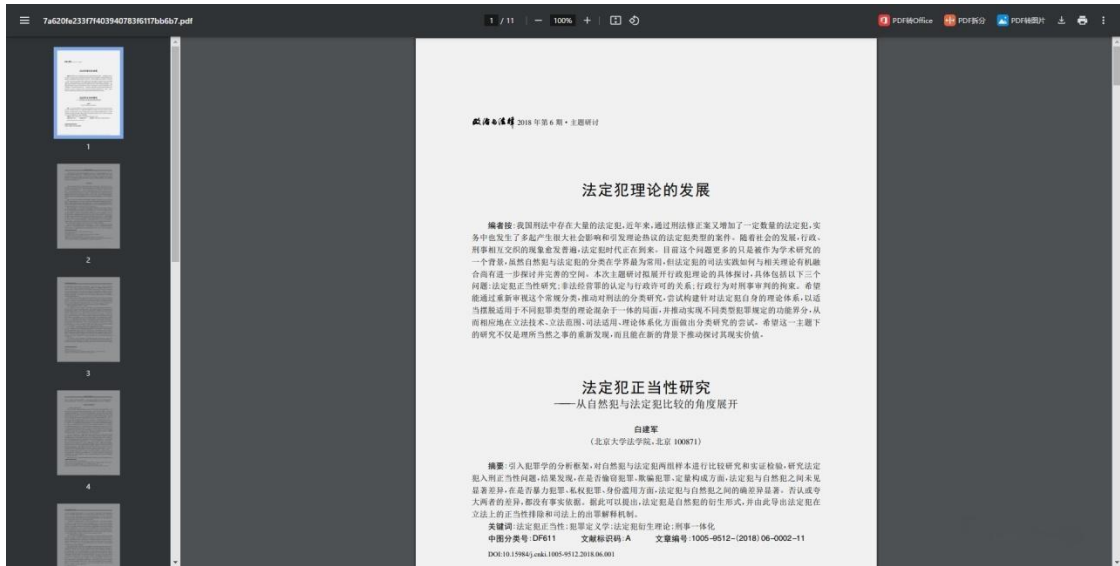 7a620fe233f7f403940783f6117bb6b7.pdf
1 / 11
100%
PDF转Office
PDF拆分
PDF转图片
1
2
3
4
政治与法律 2018 年第 6 期·主题研讨
法定犯理论的发展
编者按:我国刑法中存在大量的法定犯,近年来,通过刑法修正案又增加了一定数量的法定犯,实
务中也发生了多起产生很大社会影响和引发理论热议的法定犯类型的案件。随着社会的发展,行政、
刑事相互交织的现象愈发普遍,法定犯时代正在到来。目前这个问题更多的只是被作为学术研究的
一个背景,虽然自然犯与法定犯的分类在学界最为常用,但法定犯的司法实践如何与相关理论有机融
合尚有进一步探讨并完善的空间。本次主题研讨拟展开行政犯理论的具体探讨,具体包括以下三个
问题:法定犯正当性研究;非法经营罪的认定与行政许可的关系;行政行为对刑事审判的拘束。希望
能通过重新审视这个常规分类,推动对刑法的分类研究,尝试构建针对法定犯自身的理论体系,以适
当摆脱适用于不同犯罪类型的理论混杂于一体的局面,并推动实现不同类型犯罪规定的功能界分,从
而相应地在立法技术、立法范围、司法适用、理论体系化方面做出分类研究的尝试。希望这一主题下
的研究不仅是理所当然之事的重新发现,而且能在新的背景下推动探讨其现实价值。
法定犯正当性研究
——从自然犯与法定犯比较的角度展开
白建军
(北京大学法学院,北京 100871)
摘要:引入犯罪学的分析框架,对自然犯与法定犯两组样本进行比较研究和实证检验,研究法定
犯入刑正当性问题,结果发现,在是否偷窃犯罪、欺骗犯罪、定量构成方面,法定犯与自然犯之间未见
显著差异,在是否暴力犯罪、私权犯罪、身份滥用方面,法定犯与自然犯之间的确差异显著。否认或夸
大两者的差异,都没有事实依据。据此可以提出,法定犯是自然犯的衍生形式,并由此导出法定犯在
立法上的正当性排除和司法上的出罪解释机制。
关键词:法定犯正当性;犯罪定义学;法定犯衍生理论;刑事一体化
中图分类号:DF611 文献标识码:A 文章编号:1005-9512-(2018)06-0002-11
DOI:10.15984/j.cnki.1005-9512.2018.06.001